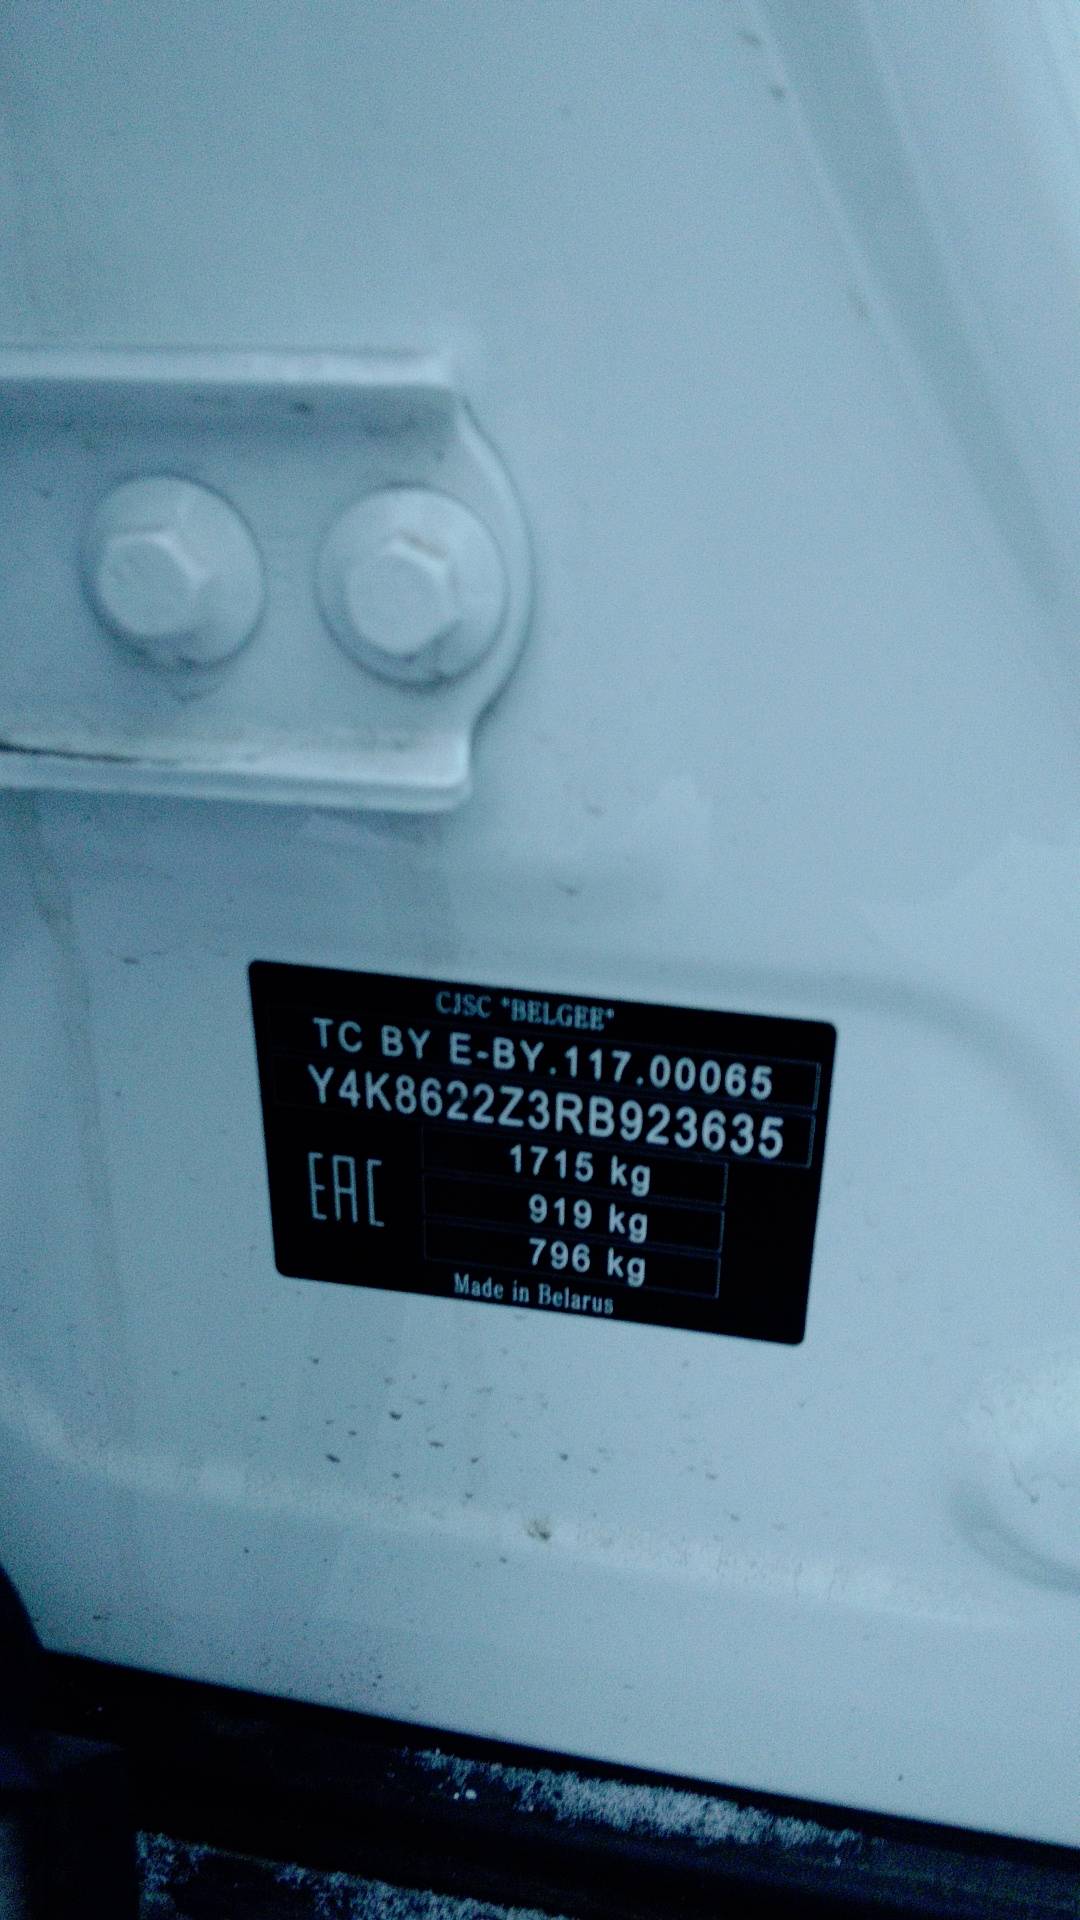 CJSC "BELGEE"
TC BY E-BY.117.00065
Y4K8622Z3RB923635
EAC
1715 kg
919 kg
796 kg
Made in Belarus